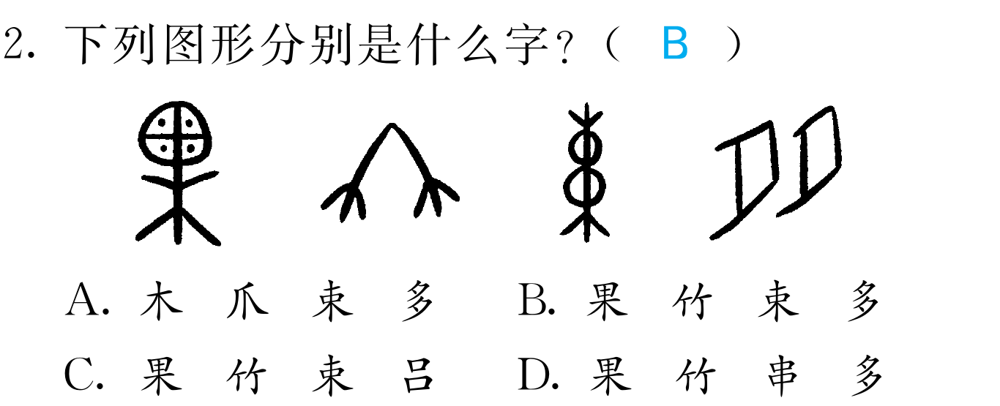 2. 下列图形分别是什么字?( B )
A. 木 爪 束 多 B. 果 竹 束 多
C. 果 竹 束 吕 D. 果 竹 串 多